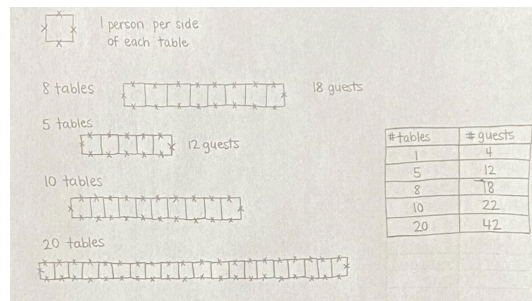 1 person per side
of each table
8 tables
18 guests
5 tables
12 guests
10 tables
20 tables
#tables #guests
1 4
5 12
8 18
10 22
20 42